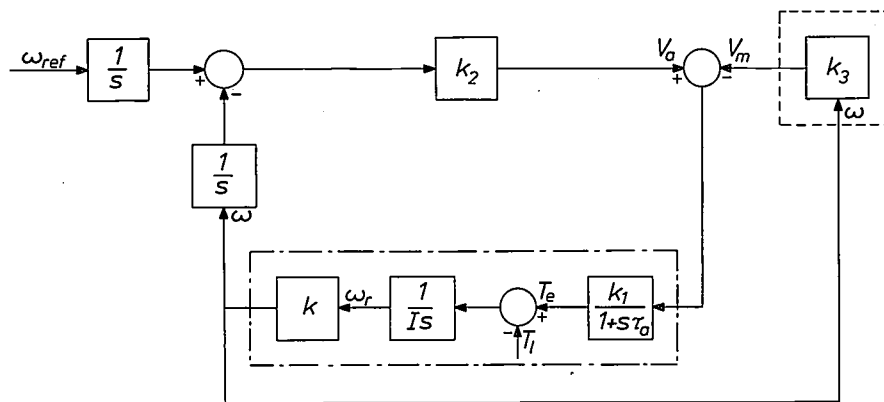 ω_ref
1/s
+
-
k₂
V_a
+
-
V_m
k₃
ω
1/s
ω
k
ω_r
1/Is
T_e
+
-
T_l
k₁/1+sτ_a